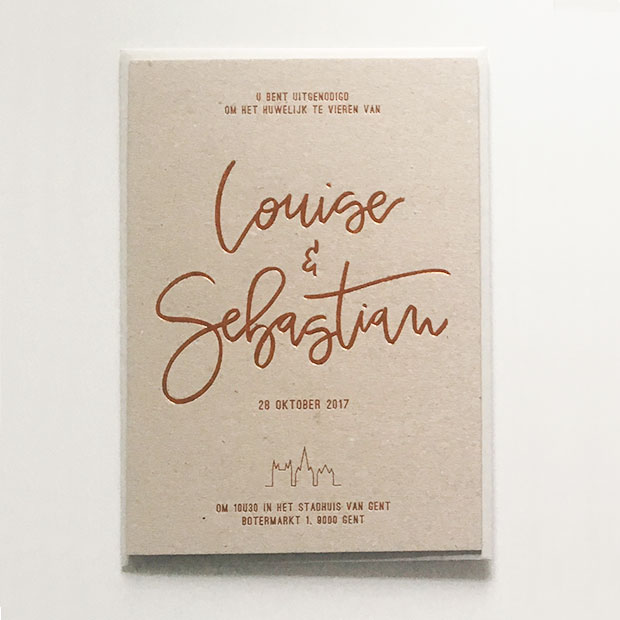 U BENT UITGENODIGD
OM HET HUWELIJK TE VIEREN VAN
Louise
&
Sebastian
28 OKTOBER 2017
OM 10U30 IN HET STADHUIS VAN GENT
BOTERMARKT 1, 9000 GENT